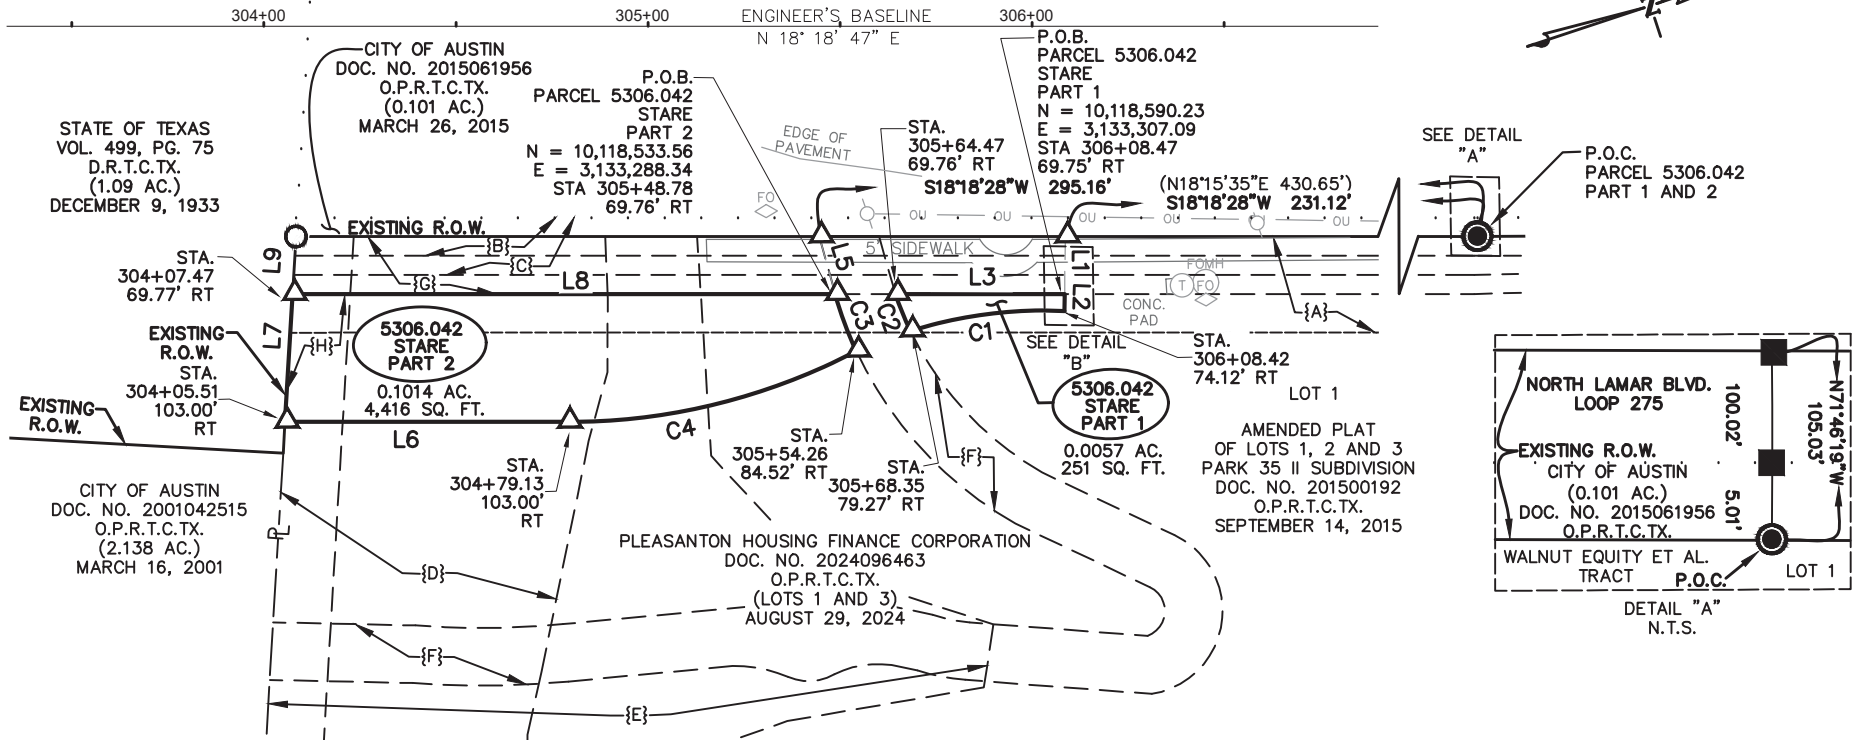 304+00
305+00
306+00
ENGINEER'S BASELINE
N 18° 18' 47" E
CITY OF AUSTIN
DOC. NO. 2015061956
O.P.R.T.C.TX.
(0.101 AC.)
MARCH 26, 2015
STATE OF TEXAS
VOL. 499, PG. 75
D.R.T.C.TX.
(1.09 AC.)
DECEMBER 9, 1933
P.O.B.
PARCEL 5306.042
STARE
PART 2
N = 10,118,533.56
E = 3,133,288.34
STA 305+48.78
69.76' RT
EDGE OF
PAVEMENT
STA.
305+64.47
69.76' RT
P.O.B.
PARCEL 5306.042
STARE
PART 1
N = 10,118,590.23
E = 3,133,307.09
STA 306+08.47
69.75' RT
S18°18'28"W 295.16'
(N18°15'35"E 430.65')
S18°18'28"W 231.12'
SEE DETAIL
"A"
P.O.C.
PARCEL 5306.042
PART 1 AND 2
FO
OU
OU
OU
OU
OU
EXISTING R.O.W.
{B}
{C}
{G}
L8
L9
L5
5' SIDEWALK
L3
L1
L2
FOMH
T
FO
CONC.
PAD
{A}
STA.
304+07.47
69.77' RT
L7
{H}
EXISTING
R.O.W.
STA.
304+05.51
103.00'
RT
EXISTING
R.O.W.
5306.042
STARE
PART 2
0.1014 AC.
4,416 SQ. FT.
L6
C4
C3
C2
C1
SEE DETAIL
"B"
STA.
306+08.42
74.12' RT
LOT 1
5306.042
STARE
PART 1
0.0057 AC.
251 SQ. FT.
STA.
304+79.13
103.00'
RT
STA.
305+54.26
84.52' RT
STA.
305+68.35
79.27' RT
{F}
AMENDED PLAT
OF LOTS 1, 2 AND 3
PARK 35 II SUBDIVISION
DOC. NO. 201500192
O.P.R.T.C.TX.
SEPTEMBER 14, 2015
CITY OF AUSTIN
DOC. NO. 2001042515
O.P.R.T.C.TX.
(2.138 AC.)
MARCH 16, 2001
PL
{D}
PLEASANTON HOUSING FINANCE CORPORATION
DOC. NO. 2024096463
O.P.R.T.C.TX.
(LOTS 1 AND 3)
AUGUST 29, 2024
{F}
{E}
NORTH LAMAR BLVD.
LOOP 275
EXISTING R.O.W.
CITY OF AUSTIN
(0.101 AC.)
DOC. NO. 2015061956
O.P.R.T.C.TX.
100.02'
5.01'
105.03'
N71°46'19"W
WALNUT EQUITY ET AL.
TRACT
P.O.C.
LOT 1
DETAIL "A"
N.T.S.